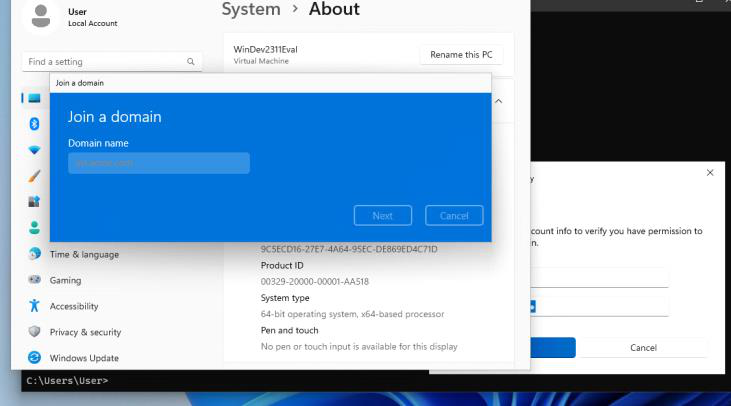 User
Local Account
System > About
Find a setting
WinDev2311Eval
Virtual Machine
Rename this PC
Join a domain
Join a domain
Domain name
Next
Cancel
Time & language
Gaming
Accessibility
Privacy & security
Windows Update
9C5ECD16-27E7-4A64-95EC-DE869ED4C71D
Product ID
00329-20000-00001-AA518
System type
64-bit operating system, x64-based processor
Pen and touch
No pen or touch input is available for this display
count info to verify you have permission to
n.
Cancel
C:\Users\User>